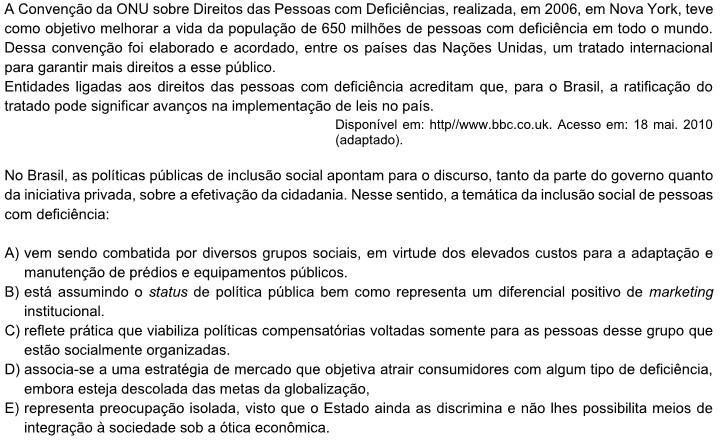 A Convenção da ONU sobre Direitos das Pessoas com Deficiências, realizada, em 2006, em Nova York, teve
como objetivo melhorar a vida da população de 650 milhões de pessoas com deficiência em todo o mundo.
Dessa convenção foi elaborado e acordado, entre os países das Nações Unidas, um tratado internacional
para garantir mais direitos a esse público.
Entidades ligadas aos direitos das pessoas com deficiência acreditam que, para o Brasil, a ratificação do
tratado pode significar avanços na implementação de leis no país.
Disponível em: http//www.bbc.co.uk. Acesso em: 18 mai. 2010
(adaptado).
No Brasil, as políticas públicas de inclusão social apontam para o discurso, tanto da parte do governo quanto
da iniciativa privada, sobre a efetivação da cidadania. Nesse sentido, a temática da inclusão social de pessoas
com deficiência:
A) vem sendo combatida por diversos grupos sociais, em virtude dos elevados custos para a adaptação e
manutenção de prédios e equipamentos públicos.
B) está assumindo o status de política pública bem como representa um diferencial positivo de marketing
institucional.
C) reflete prática que viabiliza políticas compensatórias voltadas somente para as pessoas desse grupo que
estão socialmente organizadas.
D) associa-se a uma estratégia de mercado que objetiva atrair consumidores com algum tipo de deficiência,
embora esteja descolada das metas da globalização,
E) representa preocupação isolada, visto que o Estado ainda as discrimina e não lhes possibilita meios de
integração à sociedade sob a ótica econômica.